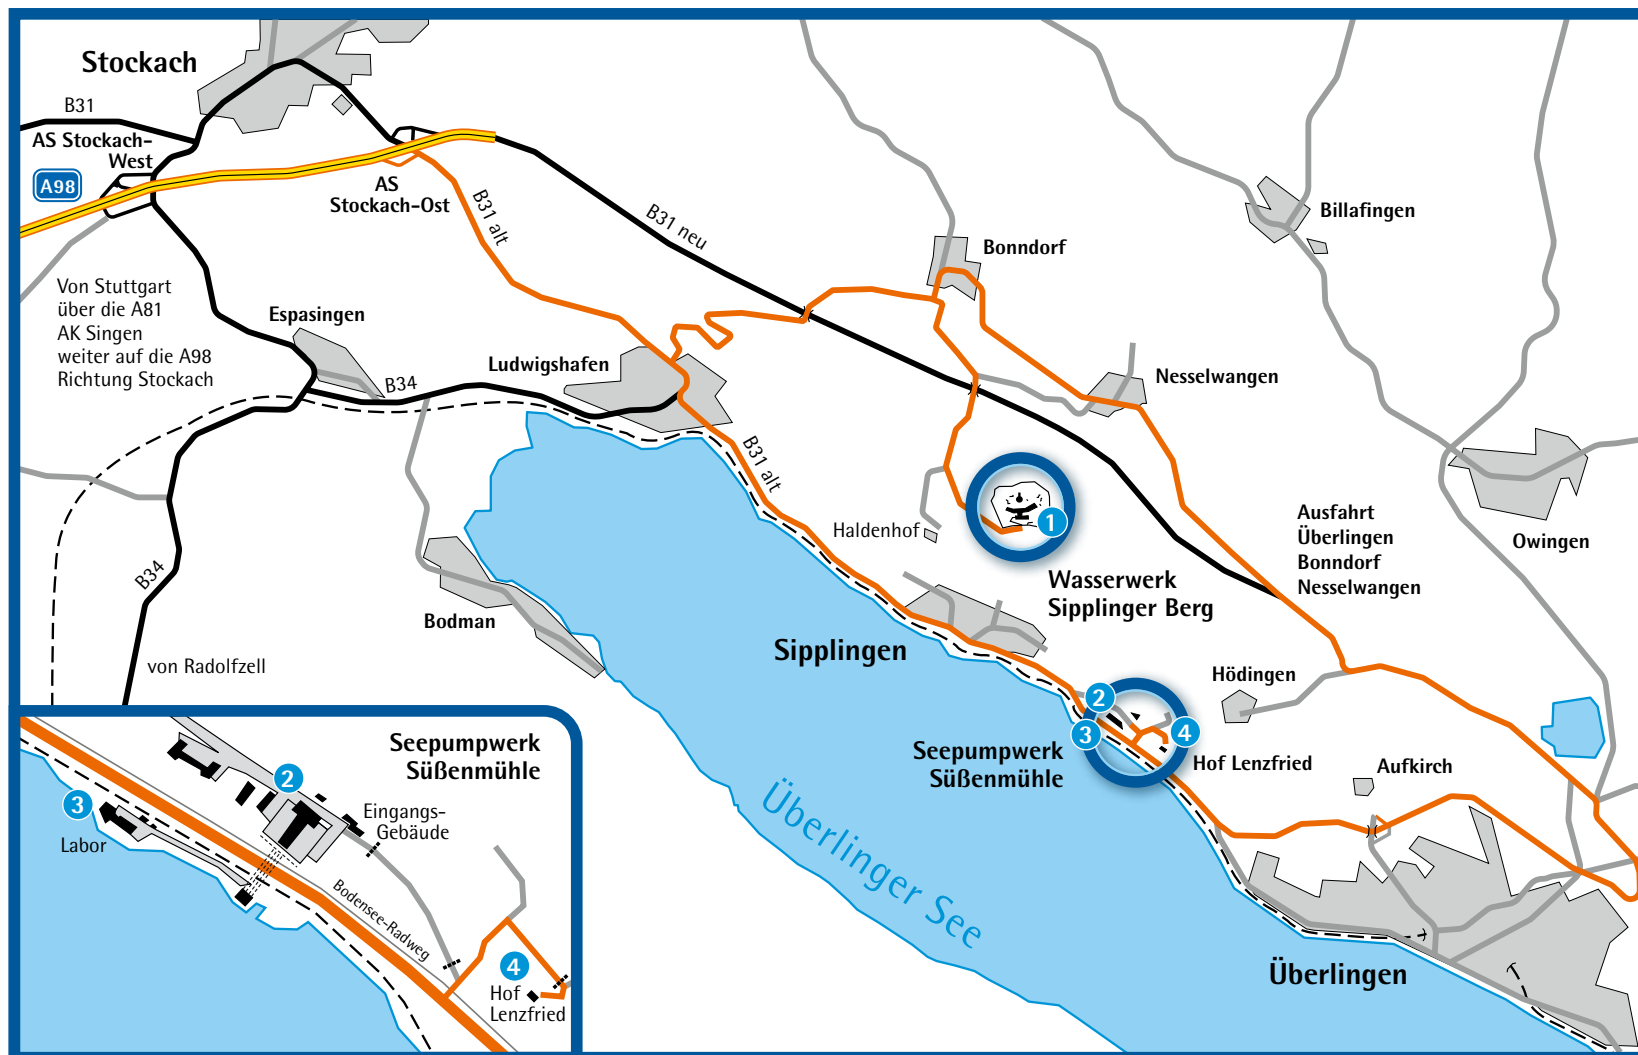 Stockach
B31
AS Stockach-
West
A98
AS
Stockach-Ost
B31 alt
B31 neu
Billafingen
Bonndorf
Von Stuttgart
über die A81
AK Singen
weiter auf die A98
Richtung Stockach
Espasingen
Ludwigshafen
B34
Nesselwangen
B31 alt
Haldenhof
1
Ausfahrt
Überlingen
Bonndorf
Nesselwangen
Owingen
Wasserwerk
Sipplinger Berg
B34
Bodman
Sipplingen
von Radolfzell
Hödingen
2
3
4
Seepumpwerk
Süßenmühle
Hof Lenzfried
Aufkirch
Überlinger See
Überlingen
Seepumpwerk
Süßenmühle
2
3
Eingangs-
Gebäude
Labor
Bodensee-Radweg
4
Hof
Lenzfried